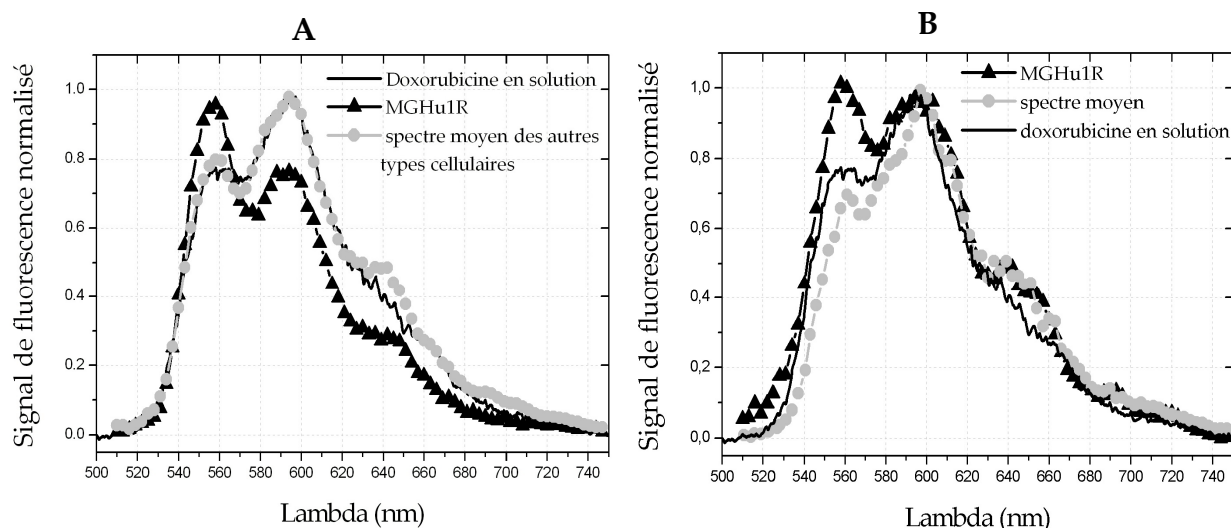 A
Signal de fluorescence normalisé
1,0
0.8
0.6
0.4
0.2
0.0
Doxorubicine en solution
MGHu1R
spectre moyen des autres
types cellulaires
500 520 540 560 580 600 620 640 660 680 700 720 740
Lambda (nm)
B
Signal de fluorescence normalisé
1,0
0,8
0,6
0,4
0,2
0,0
MGHu1R
spectre moyen
doxorubicine en solution
500 520 540 560 580 600 620 640 660 680 700 720 740
Lambda (nm)